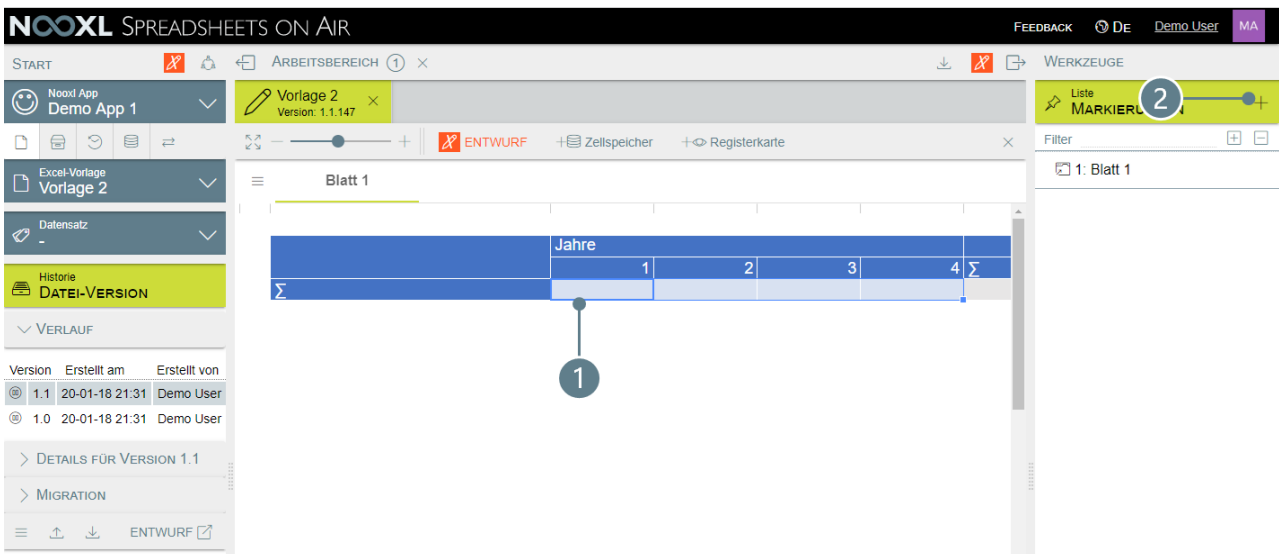 NOOXL SPREADSHEETS ON AIR
FEEDBACK DE Demo User MA
START
ARBEITSBEREICH 1
WERKZEUGE
Nooxl App
Demo App 1
Vorlage 2
Version: 1.1.147
Liste
2
ENTWURF Zellspeicher Registerkarte
Filter
Excel-Vorlage
Vorlage 2
Blatt 1
1: Blatt 1
Datensatz
-
Jahre
1 2 3 4 Σ
Σ
Historie
DATEI-VERSION
1
VERLAUF
Version Erstellt am Erstellt von
1.1 20-01-18 21:31 Demo User
1.0 20-01-18 21:31 Demo User
DETAILS FÜR VERSION 1.1
MIGRATION
ENTWURF